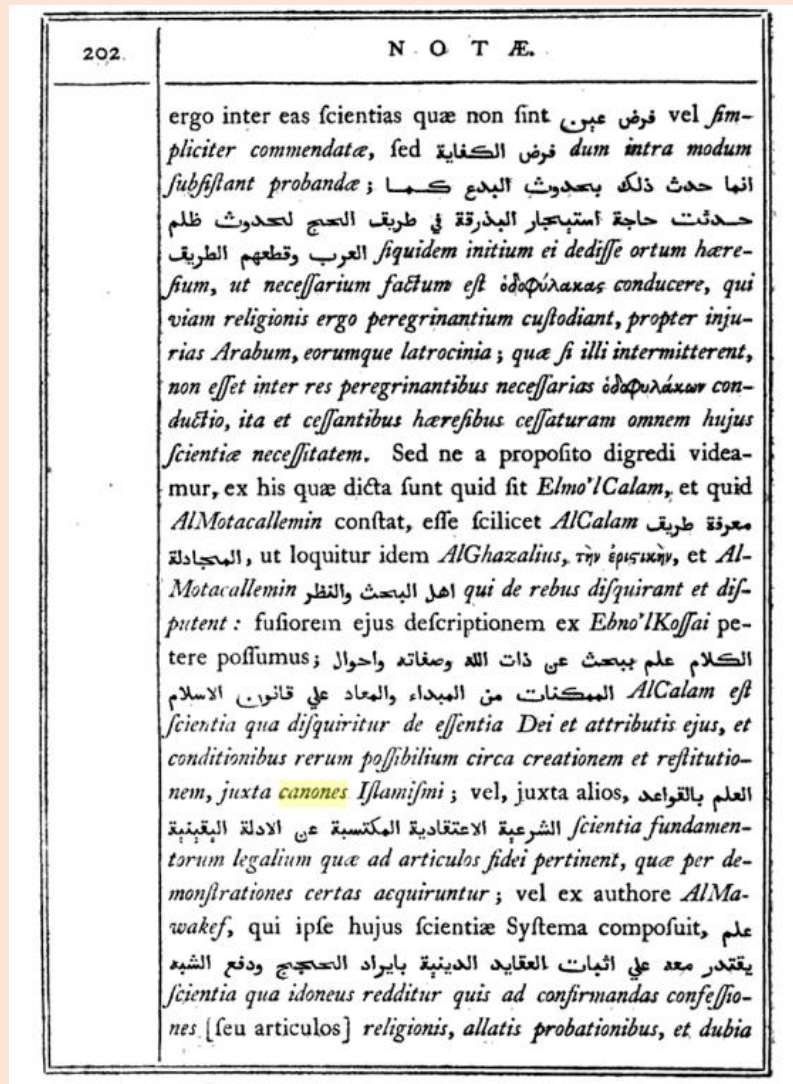 202.
NOTÆ.
ergo inter eas ſcientias quæ non ſint فرض عين vel ſim-
pliciter commendatæ, ſed فرض الكفاية dum intra modum
ſubſiſtant probandæ; انما حدث ذلك بحدوث البدع كما
حدثت حاجة استيجار البذرقة في طريق الحج لحدوث ظلم
العرب وقطعهم الطريق ſiquidem initium ei dediſſe ortum hære-
ſium, ut neceſſarium factum eſt ὁδοφύλακας conducere, qui
viam religionis ergo peregrinantium cuſtodiant, propter inju-
rias Arabum, eorumque latrocinia; quæ ſi illi intermitterent,
non eſſet inter res peregrinantibus neceſſarias ὁδοφυλάκων con-
ductio, ita et ceſſantibus hæreſibus ceſſaturam omnem hujus
ſcientiæ neceſſitatem. Sed ne a propoſito digredi videa-
mur, ex his quæ dicta ſunt quid ſit Elmo'lCalam, et quid
AlMotacallemin conſtat, eſſe ſcilicet AlCalam معرفة طريق
المجادلة, ut loquitur idem AlGhazalius, τὴν ἐριϛικὴν, et Al-
Motacallemin اهل البحث والنظر qui de rebus diſquirant et diſ-
putent: fuſiorem ejus deſcriptionem ex Ebno'lKoſſai pe-
tere poſſumus; الكلام علم يبحث عن ذات الله وصفاته واحوال
الممكنات من المبداء والمعاد علي قانون الاسلام AlCalam eſt
ſcientia qua diſquiritur de eſſentia Dei et attributis ejus, et
conditionibus rerum poſſibilium circa creationem et reſtitutio-
nem, juxta canones Iſlamiſmi; vel, juxta alios, العلم بالقواعد
الشرعية الاعتقادية المكتسبة عن الادلة اليقينية ſcientia fundamen-
torum legalium quæ ad articulos fidei pertinent, quæ per de-
monſtrationes certas acquiruntur; vel ex authore AlMa-
wakef, qui ipſe hujus ſcientiæ Syſtema compoſuit, علم
يقتدر معه علي اثبات العقايد الدينية بايراد الحجج ودفع الشبه
ſcientia qua idoneus redditur quis ad confirmandas confeſſio-
nes [ſeu articulos] religionis, allatis probationibus, et dubia